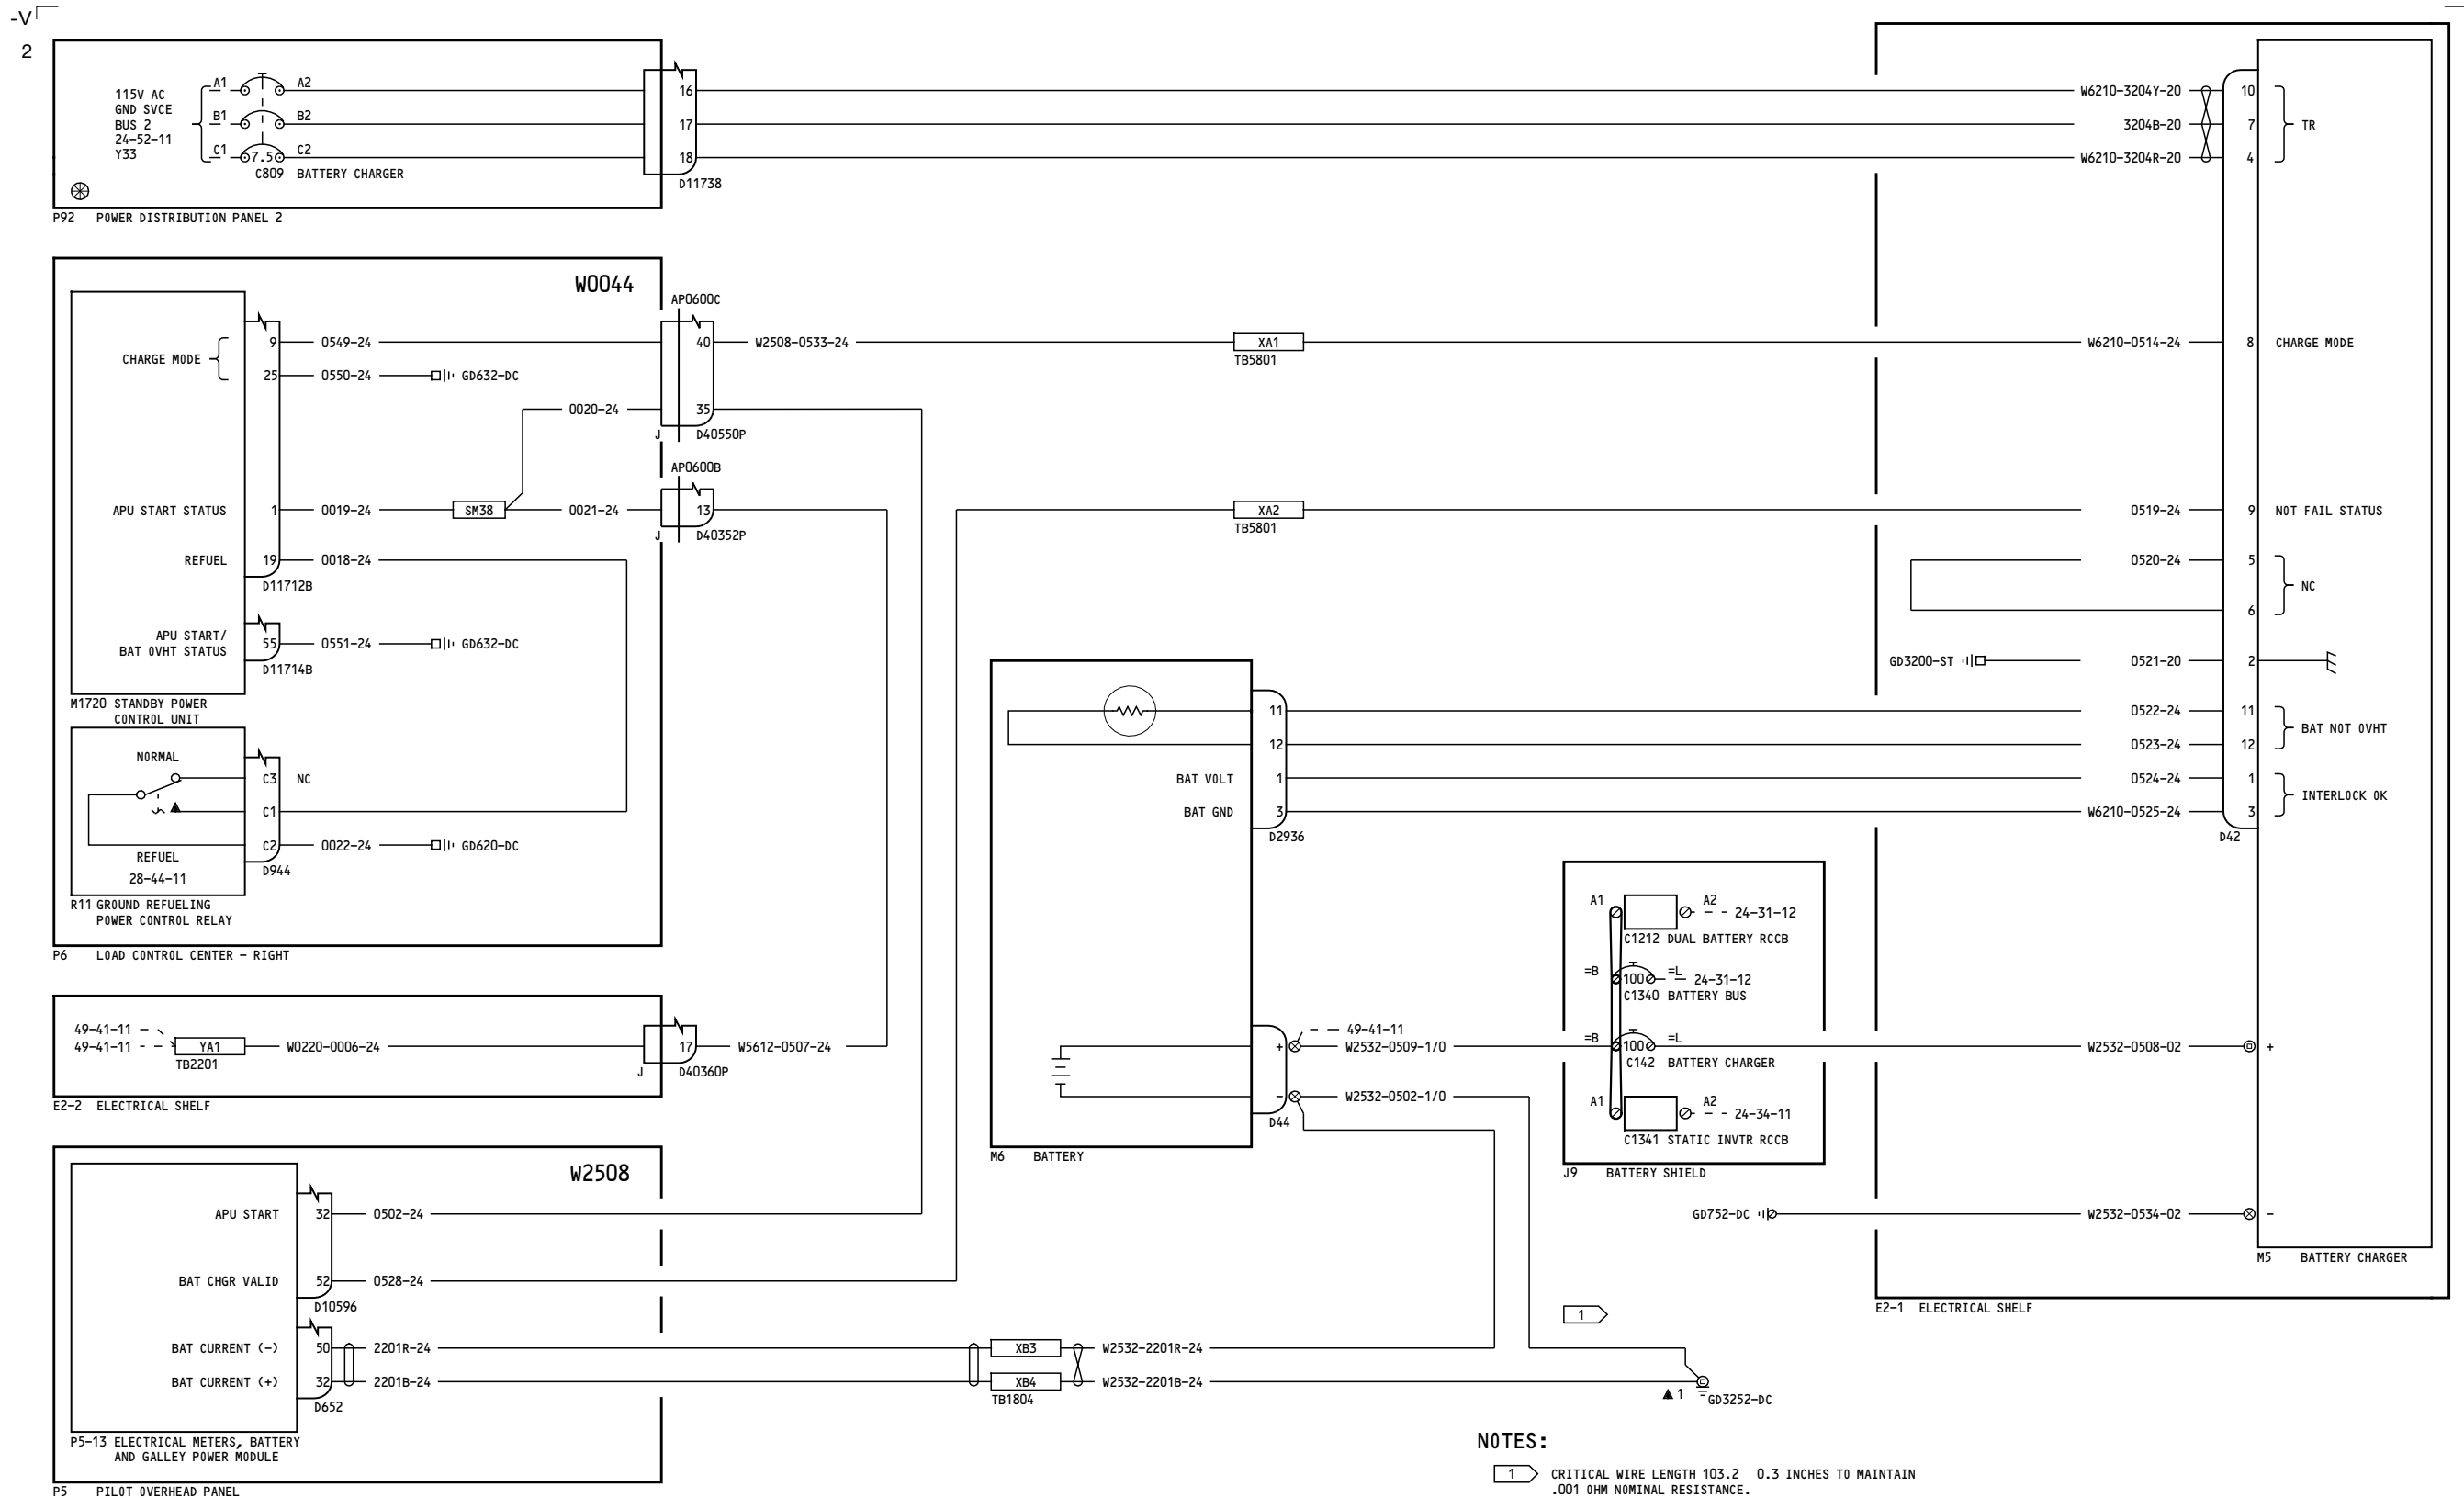 -V
2
115V AC
GND SVCE
BUS 2
24-52-11
Y33
A1 A2
B1 B2
C1 7.5 C2
C809 BATTERY CHARGER
16
17
18
D11738
P92 POWER DISTRIBUTION PANEL 2
W6210-3204Y-20 10
3204B-20 7 TR
W6210-3204R-20 4
W0044
AP0600C
CHARGE MODE
9 0549-24 40 W2508-0533-24 XA1 W6210-0514-24 8 CHARGE MODE
TB5801
25 0550-24 GD632-DC
0020-24 35
J D40550P
AP0600B
APU START STATUS 1 0019-24 SM38 0021-24 13
J D40352P
XA2 0519-24 9 NOT FAIL STATUS
TB5801
REFUEL 19 0018-24
D11712B
0520-24 5
NC
6
APU START/
BAT OVHT STATUS
55 0551-24 GD632-DC
D11714B
GD3200-ST 0521-20 2
M1720 STANDBY POWER
CONTROL UNIT
11 0522-24 11
BAT NOT OVHT
12 0523-24 12
BAT VOLT 1 0524-24 1
INTERLOCK OK
BAT GND 3 W6210-0525-24 3
D2936
D42
NORMAL
C3 NC
C1
C2 0022-24 GD620-DC
REFUEL
28-44-11
D944
R11 GROUND REFUELING
POWER CONTROL RELAY
P6 LOAD CONTROL CENTER - RIGHT
A1 A2 24-31-12
C1212 DUAL BATTERY RCCB
=B 100 =L 24-31-12
C1340 BATTERY BUS
49-41-11
49-41-11 YA1 W0220-0006-24 17 W5612-0507-24
TB2201
J D40360P
E2-2 ELECTRICAL SHELF
49-41-11
+ W2532-0509-1/0 =B 100 =L W2532-0508-02 +
C142 BATTERY CHARGER
- W2532-0502-1/0
D44
M6 BATTERY
A1 A2 24-34-11
C1341 STATIC INVTR RCCB
J9 BATTERY SHIELD
W2508
APU START 32 0502-24
GD752-DC W2532-0534-02 -
M5 BATTERY CHARGER
BAT CHGR VALID 52 0528-24
D10596
E2-1 ELECTRICAL SHELF
1
BAT CURRENT (-) 50 2201R-24 XB3 W2532-2201R-24
BAT CURRENT (+) 32 2201B-24 XB4 W2532-2201B-24
D652
TB1804
1 GD3252-DC
P5-13 ELECTRICAL METERS, BATTERY
AND GALLEY POWER MODULE
P5 PILOT OVERHEAD PANEL
NOTES:
1 CRITICAL WIRE LENGTH 103.2 0.3 INCHES TO MAINTAIN
.001 OHM NOMINAL RESISTANCE.